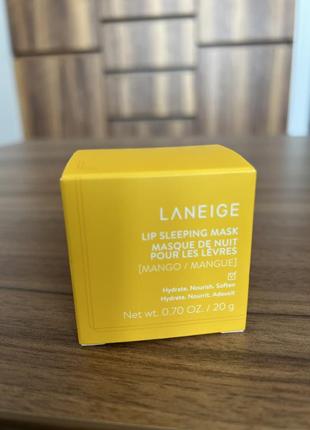 LANEIGE
LIP SLEEPING MASK
MASQUE DE NUIT
POUR LES LÈVRES
[MANGO / MANGUE]
Hydrate. Nourish. Soften
Hydrate. Nourrit. Adoucit
Net wt. 0.70 OZ. / 20 g